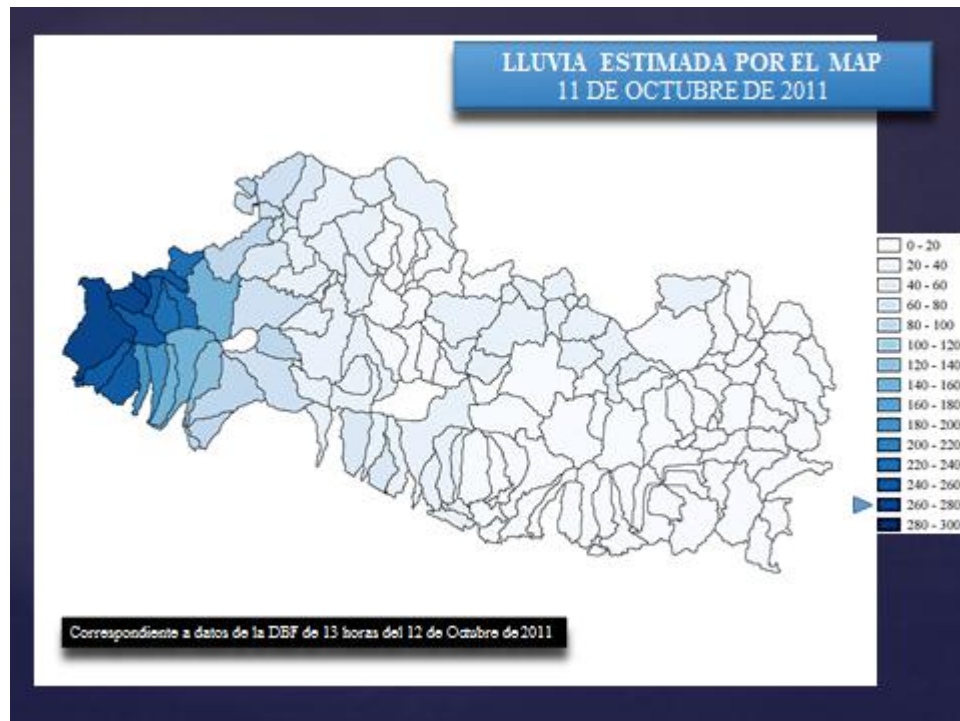 LLUVIA ESTIMADA POR EL MAP
11 DE OCTUBRE DE 2011
0 - 20
20 - 40
40 - 60
60 - 80
80 - 100
100 - 120
120 - 140
140 - 160
160 - 180
180 - 200
200 - 220
220 - 240
240 - 260
260 - 280
280 - 300
Correspondiente a datos de la DBF de 13 horas del 12 de Octubre de 2011